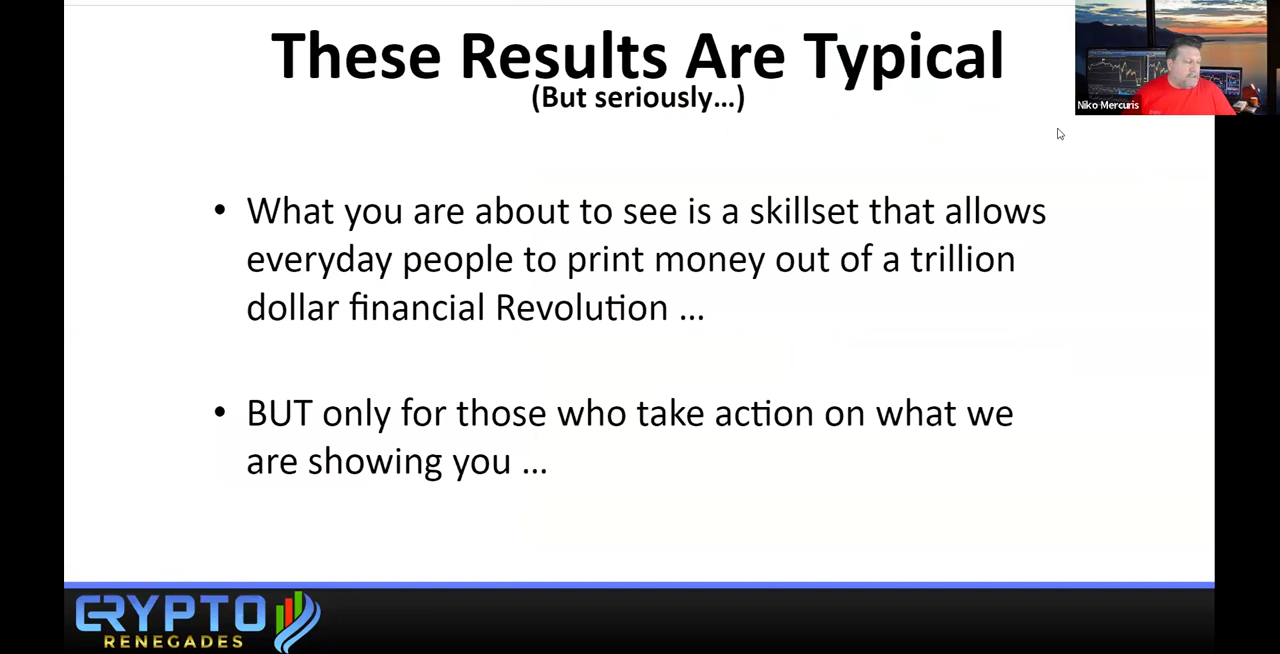 These Results Are Typical
(But seriously...)
Niko Mercuris
• What you are about to see is a skillset that allows
everyday people to print money out of a trillion
dollar financial Revolution ...
• BUT only for those who take action on what we
are showing you ...
CRYPTO
RENEGADES